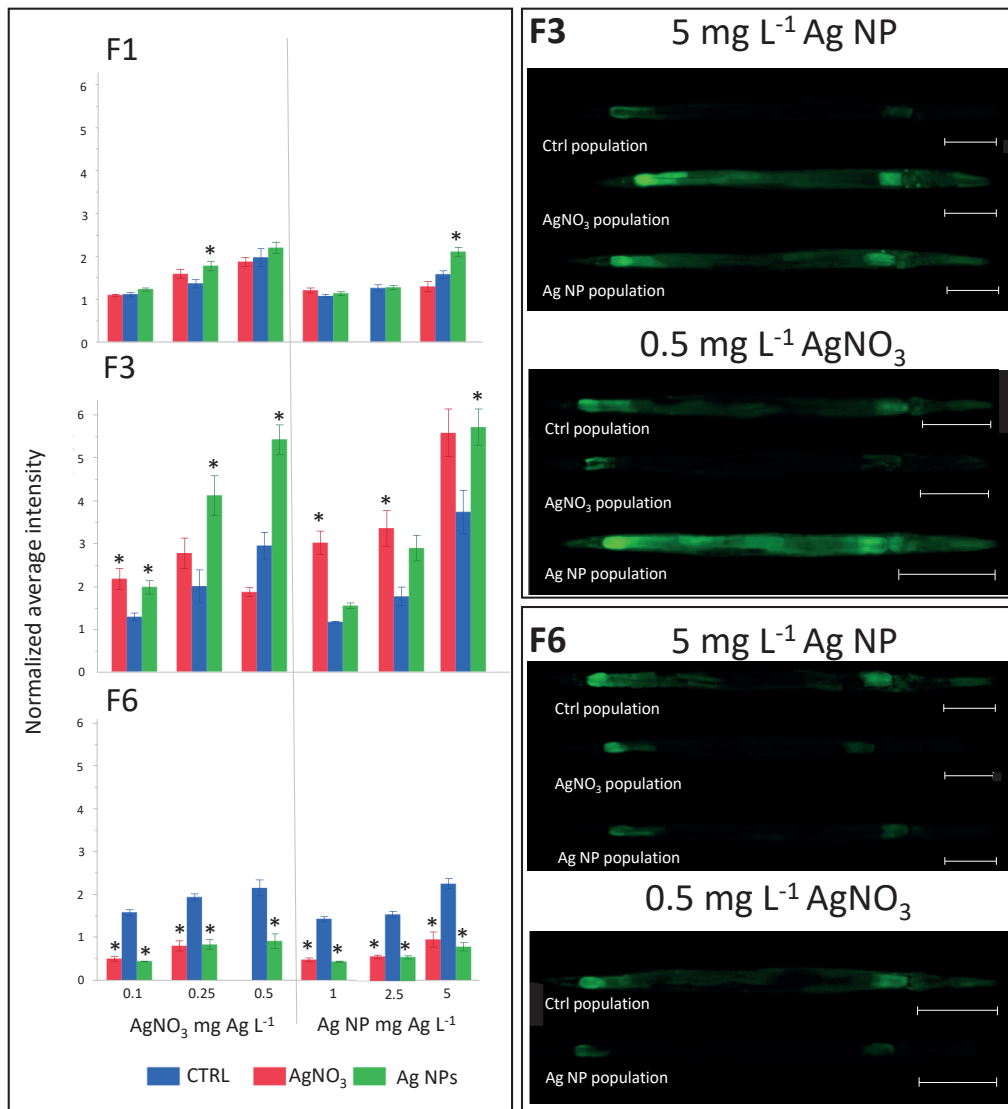 F1
6
5
4
3
2
1
0
*
*
F3
6
5
4
3
2
1
0
* * * * * * *
F6
6
5
4
3
2
1
0
* * * * * * * * * * *
0.1 0.25 0.5 1 2.5 5
AgNO₃ mg Ag L⁻¹ Ag NP mg Ag L⁻¹
Normalized average intensity
CTRL AgNO₃ Ag NPs
F3 5 mg L⁻¹ Ag NP
Ctrl population
AgNO₃ population
Ag NP population
0.5 mg L⁻¹ AgNO₃
Ctrl population
AgNO₃ population
Ag NP population
F6 5 mg L⁻¹ Ag NP
Ctrl population
AgNO₃ population
Ag NP population
0.5 mg L⁻¹ AgNO₃
Ctrl population
Ag NP population